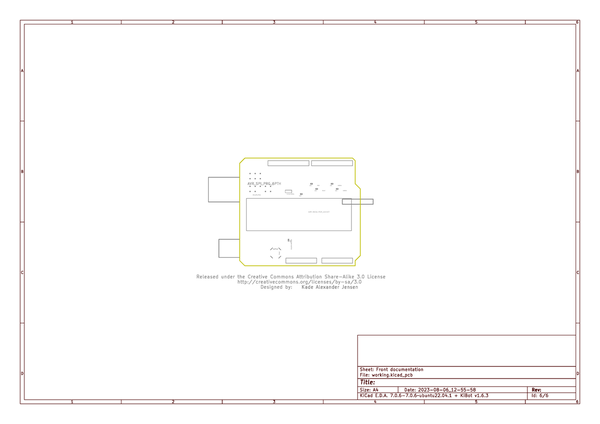 1 2 3 4 5 6
A A
AVR_SPI_PRG_NPTH
B B
Released under the Creative Commons Attribution Share-Alike 3.0 License
http://creativecommons.org/licenses/by-sa/3.0
Designed by: Kade Alexander Jensen
C C
Sheet: Front documentation
File: working.kicad_pcb
Title:
D D
Size: A4 Date: 2023-08-06_12-55-58 Rev:
KiCad E.D.A. 7.0.6-7.0.6~ubuntu22.04.1 + KiBot v1.6.3 Id: 6/6
1 2 3 4 5 6